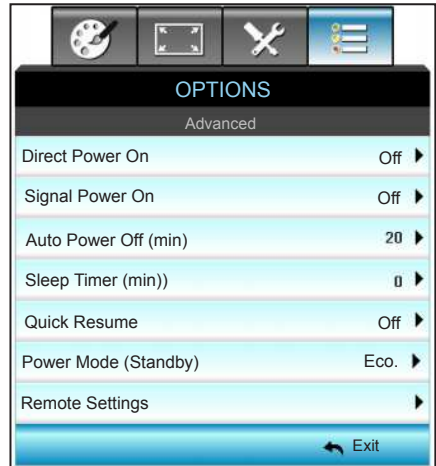 OPTIONS
Advanced
Direct Power On Off
Signal Power On Off
Auto Power Off (min) 20
Sleep Timer (min)) 0
Quick Resume Off
Power Mode (Standby) Eco.
Remote Settings
Exit